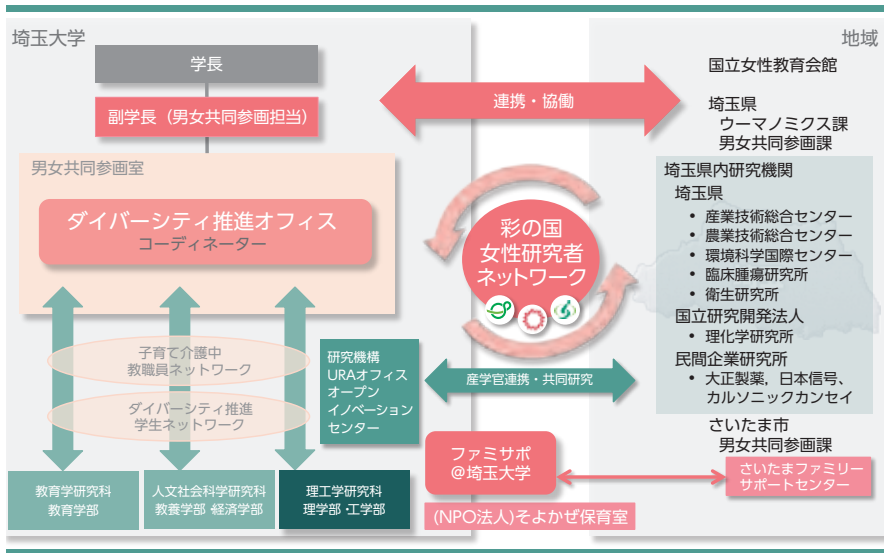 埼玉大学
学長
副学長（男女共同参画担当）
男女共同参画室
ダイバーシティ推進オフィス
コーディネーター
子育て介護中
教職員ネットワーク
ダイバーシティ推進
学生ネットワーク
研究機構
URAオフィス
オープン
イノベーション
センター
教育学研究科
教育学部
人文社会科学研究科
教養学部・経済学部
理工学研究科
理学部・工学部
連携・協働
彩の国
女性研究者
ネットワーク
産学官連携・共同研究
ファミサポ
@埼玉大学
(NPO法人)そよかぜ保育室
地域
国立女性教育会館
埼玉県
ウーマノミクス課
男女共同参画課
埼玉県内研究機関
埼玉県
• 産業技術総合センター
• 農業技術総合センター
• 環境科学国際センター
• 臨床腫瘍研究所
• 衛生研究所
国立研究開発法人
• 理化学研究所
民間企業研究所
• 大正製薬，日本信号、
カルソニックカンセイ
さいたま市
男女共同参画課
さいたまファミリー
サポートセンター